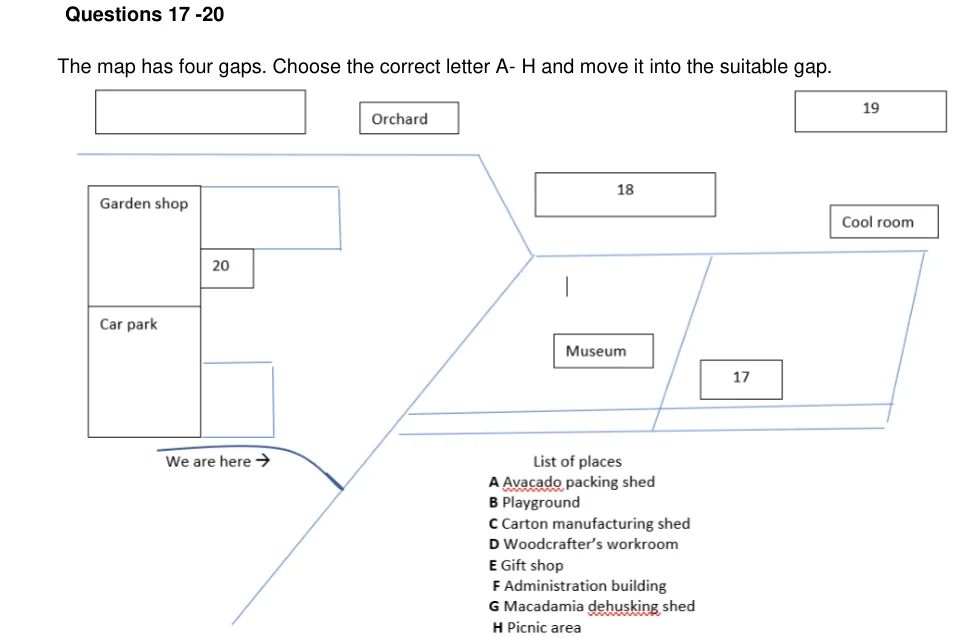 Questions 17 -20
The map has four gaps. Choose the correct letter A- H and move it into the suitable gap.
Orchard
19
18
Garden shop
Cool room
20
Car park
Museum
17
We are here →
List of places
A Avacado packing shed
B Playground
C Carton manufacturing shed
D Woodcrafter's workroom
E Gift shop
F Administration building
G Macadamia dehusking shed
H Picnic area